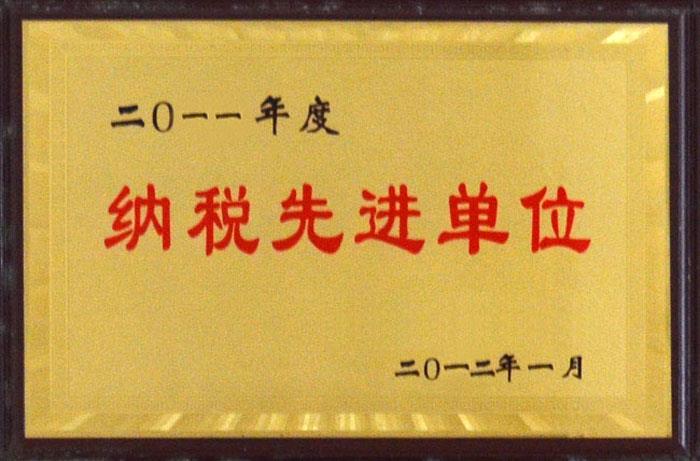 二〇一一年度
纳税先进单位
二〇一二年一月